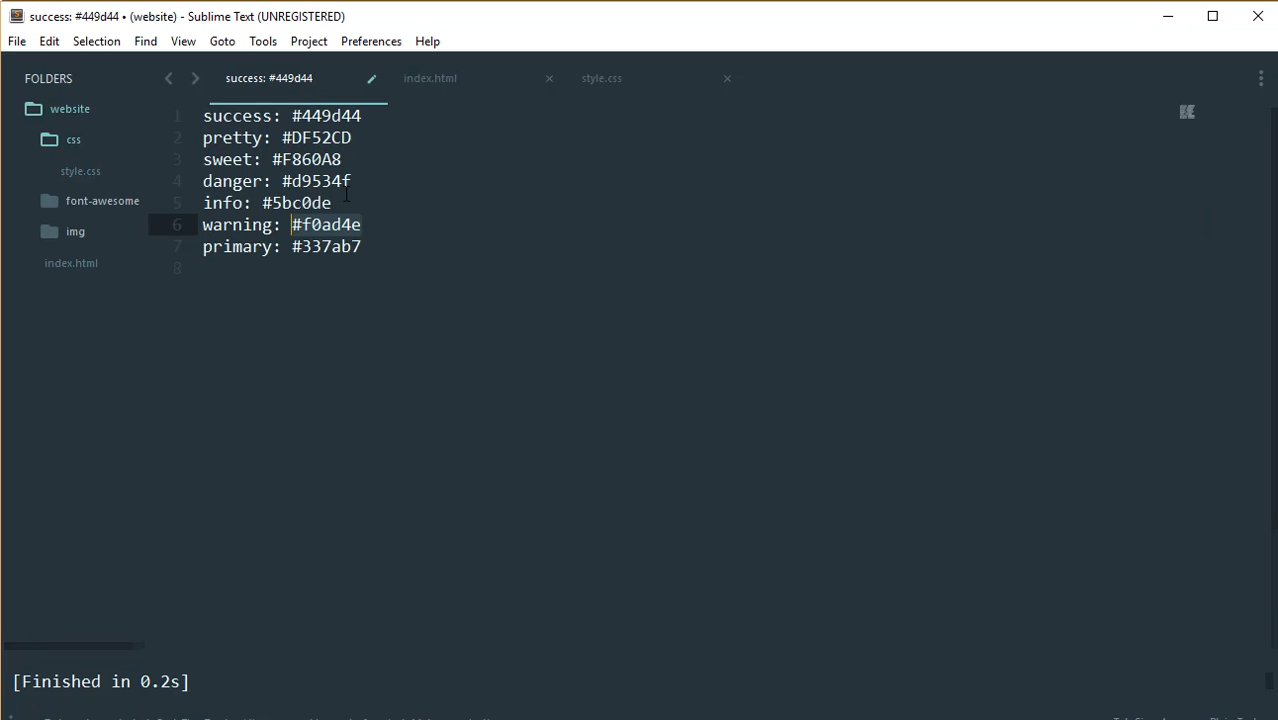 success: #449d44 • (website) - Sublime Text (UNREGISTERED)
File Edit Selection Find View Goto Tools Project Preferences Help
FOLDERS
website
css
style.css
font-awesome
img
index.html
success: #449d44
index.html
style.css
1 success: #449d44
2 pretty: #DF52CD
3 sweet: #F860A8
4 danger: #d9534f
5 info: #5bc0de
6 warning: #f0ad4e
7 primary: #337ab7
8
[Finished in 0.2s]